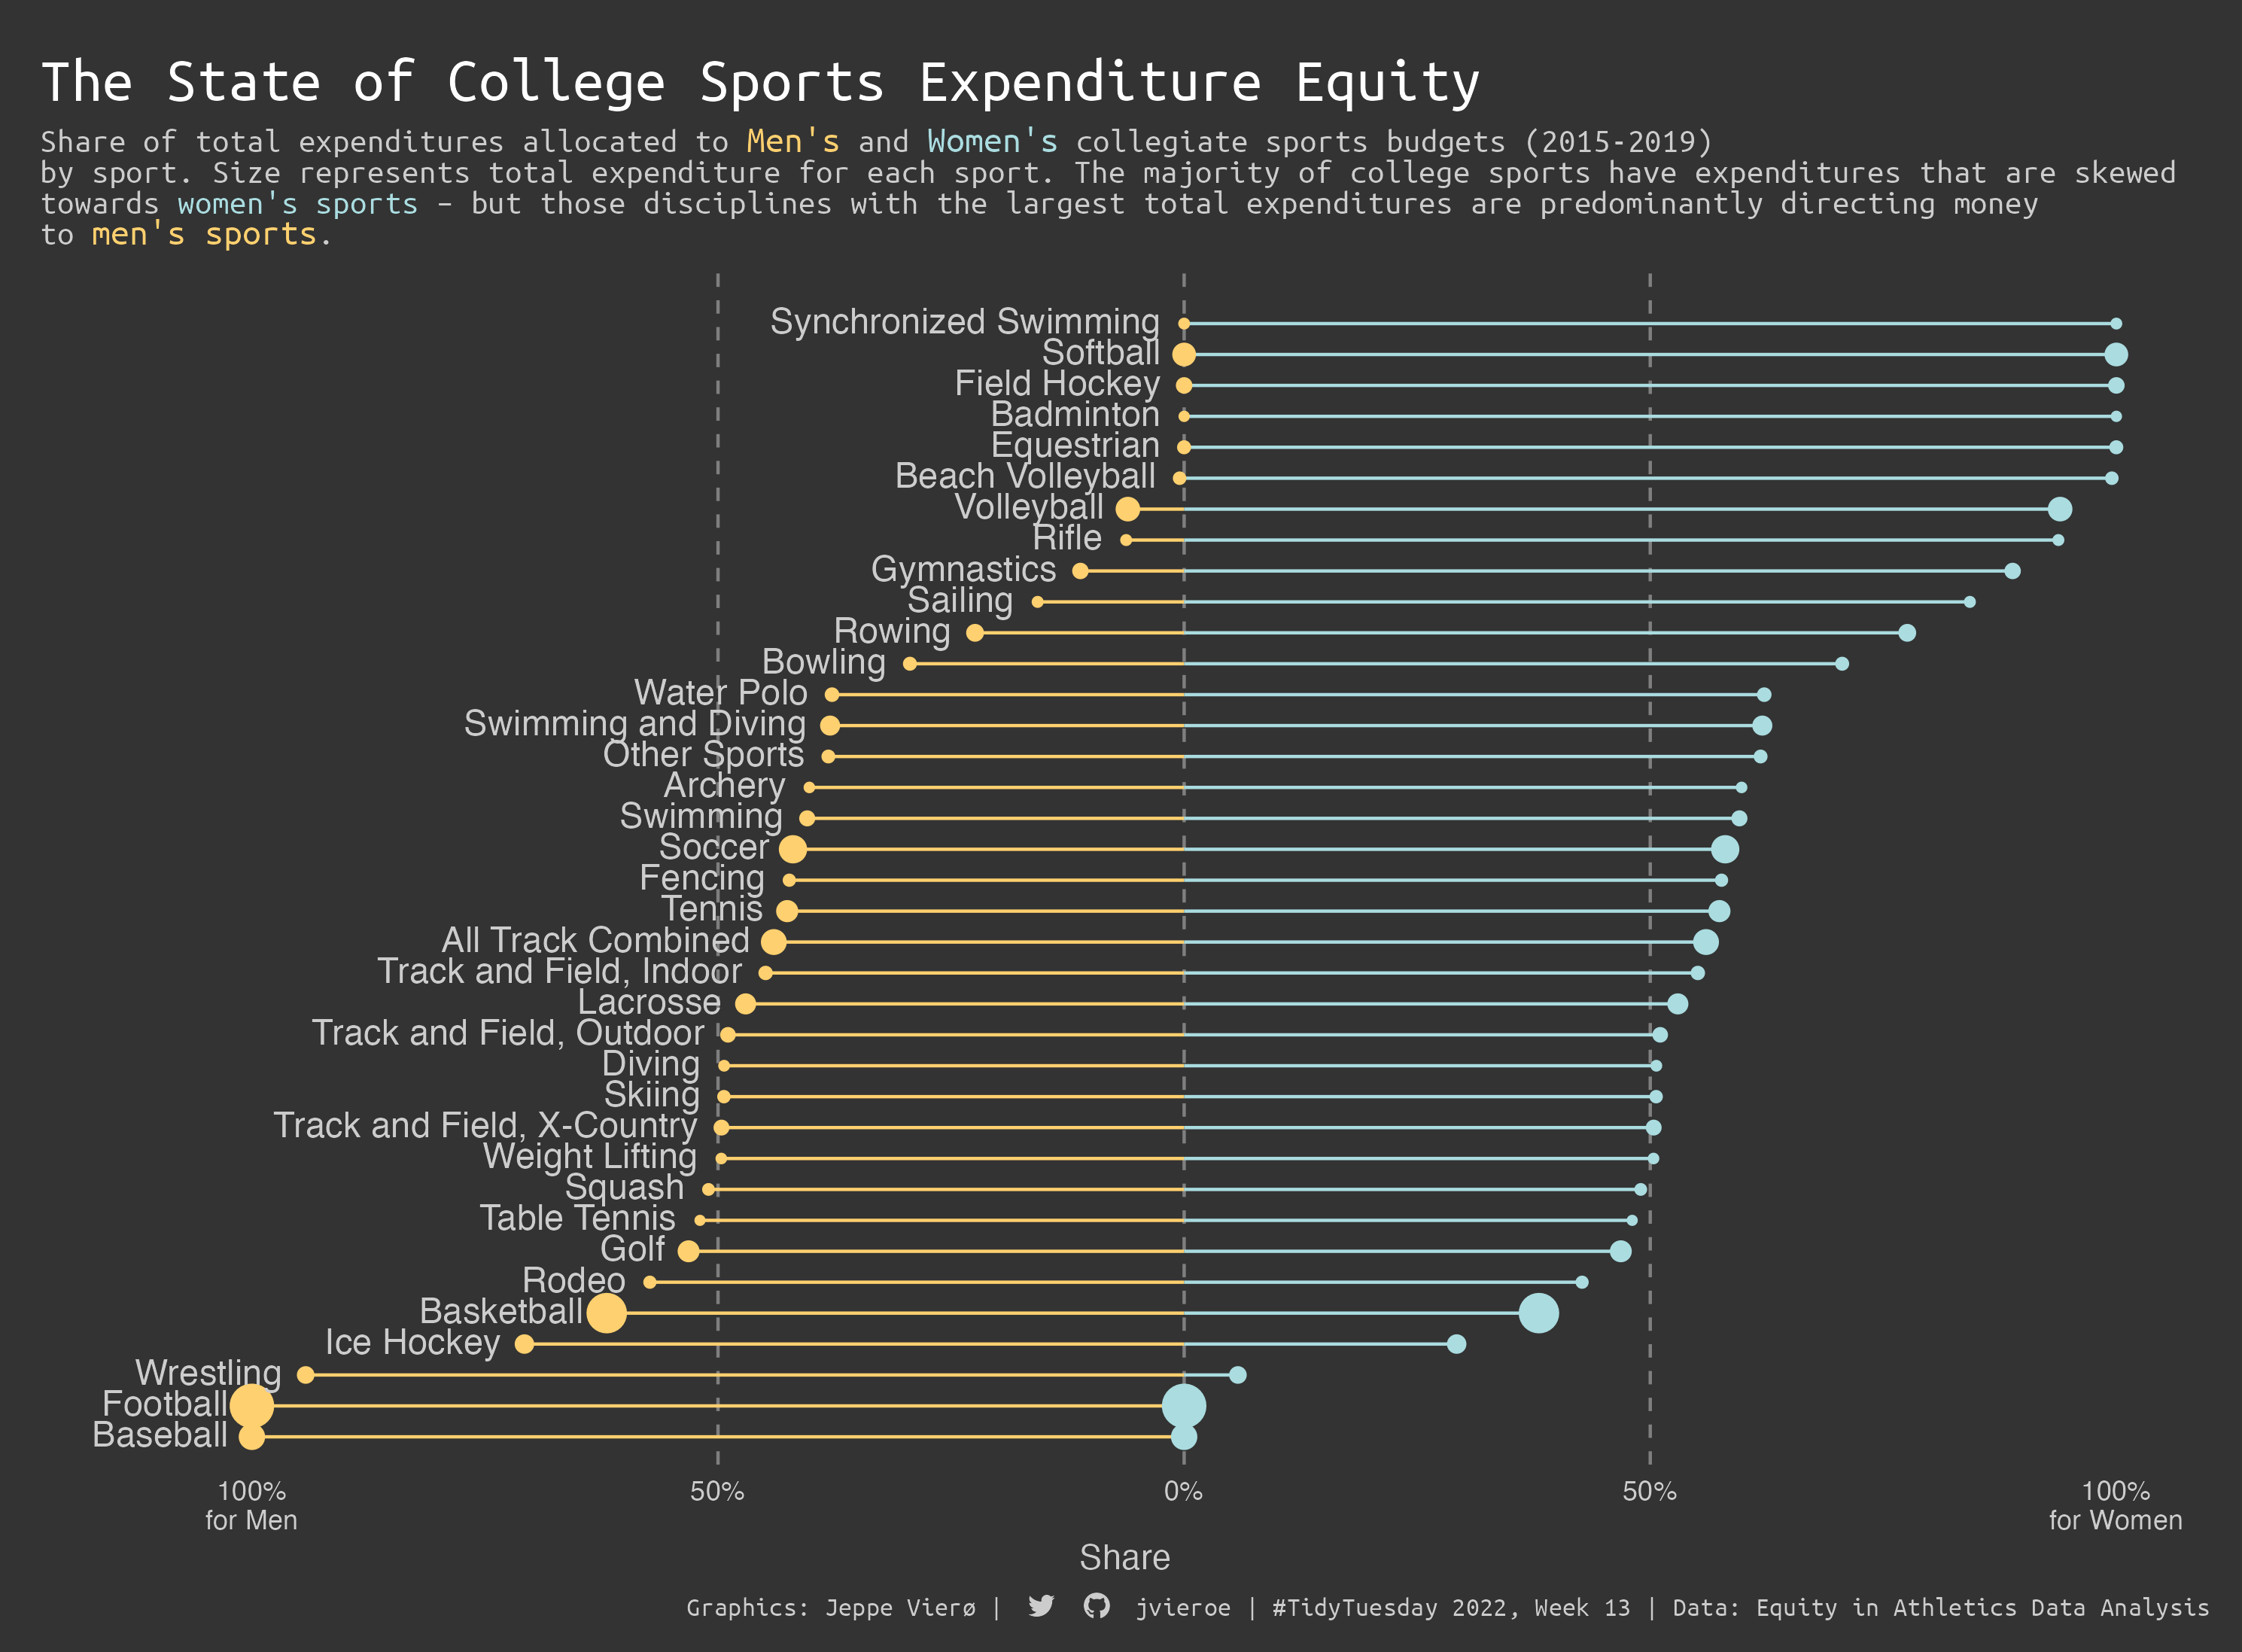 The State of College Sports Expenditure Equity
Share of total expenditures allocated to Men's and Women's collegiate sports budgets (2015-2019)
by sport. Size represents total expenditure for each sport. The majority of college sports have expenditures that are skewed
towards women's sports – but those disciplines with the largest total expenditures are predominantly directing money
to men's sports.
Synchronized Swimming
Softball
Field Hockey
Badminton
Equestrian
Beach Volleyball
Volleyball
Rifle
Gymnastics
Sailing
Rowing
Bowling
Water Polo
Swimming and Diving
Other Sports
Archery
Swimming
Soccer
Fencing
Tennis
All Track Combined
Track and Field, Indoor
Lacrosse
Track and Field, Outdoor
Diving
Skiing
Track and Field, X-Country
Weight Lifting
Squash
Table Tennis
Golf
Rodeo
Basketball
Ice Hockey
Wrestling
Football
Baseball
100% 50% 0% 50% 100%
for Men for Women
Share
Graphics: Jeppe Vierø | jvieroe | #TidyTuesday 2022, Week 13 | Data: Equity in Athletics Data Analysis